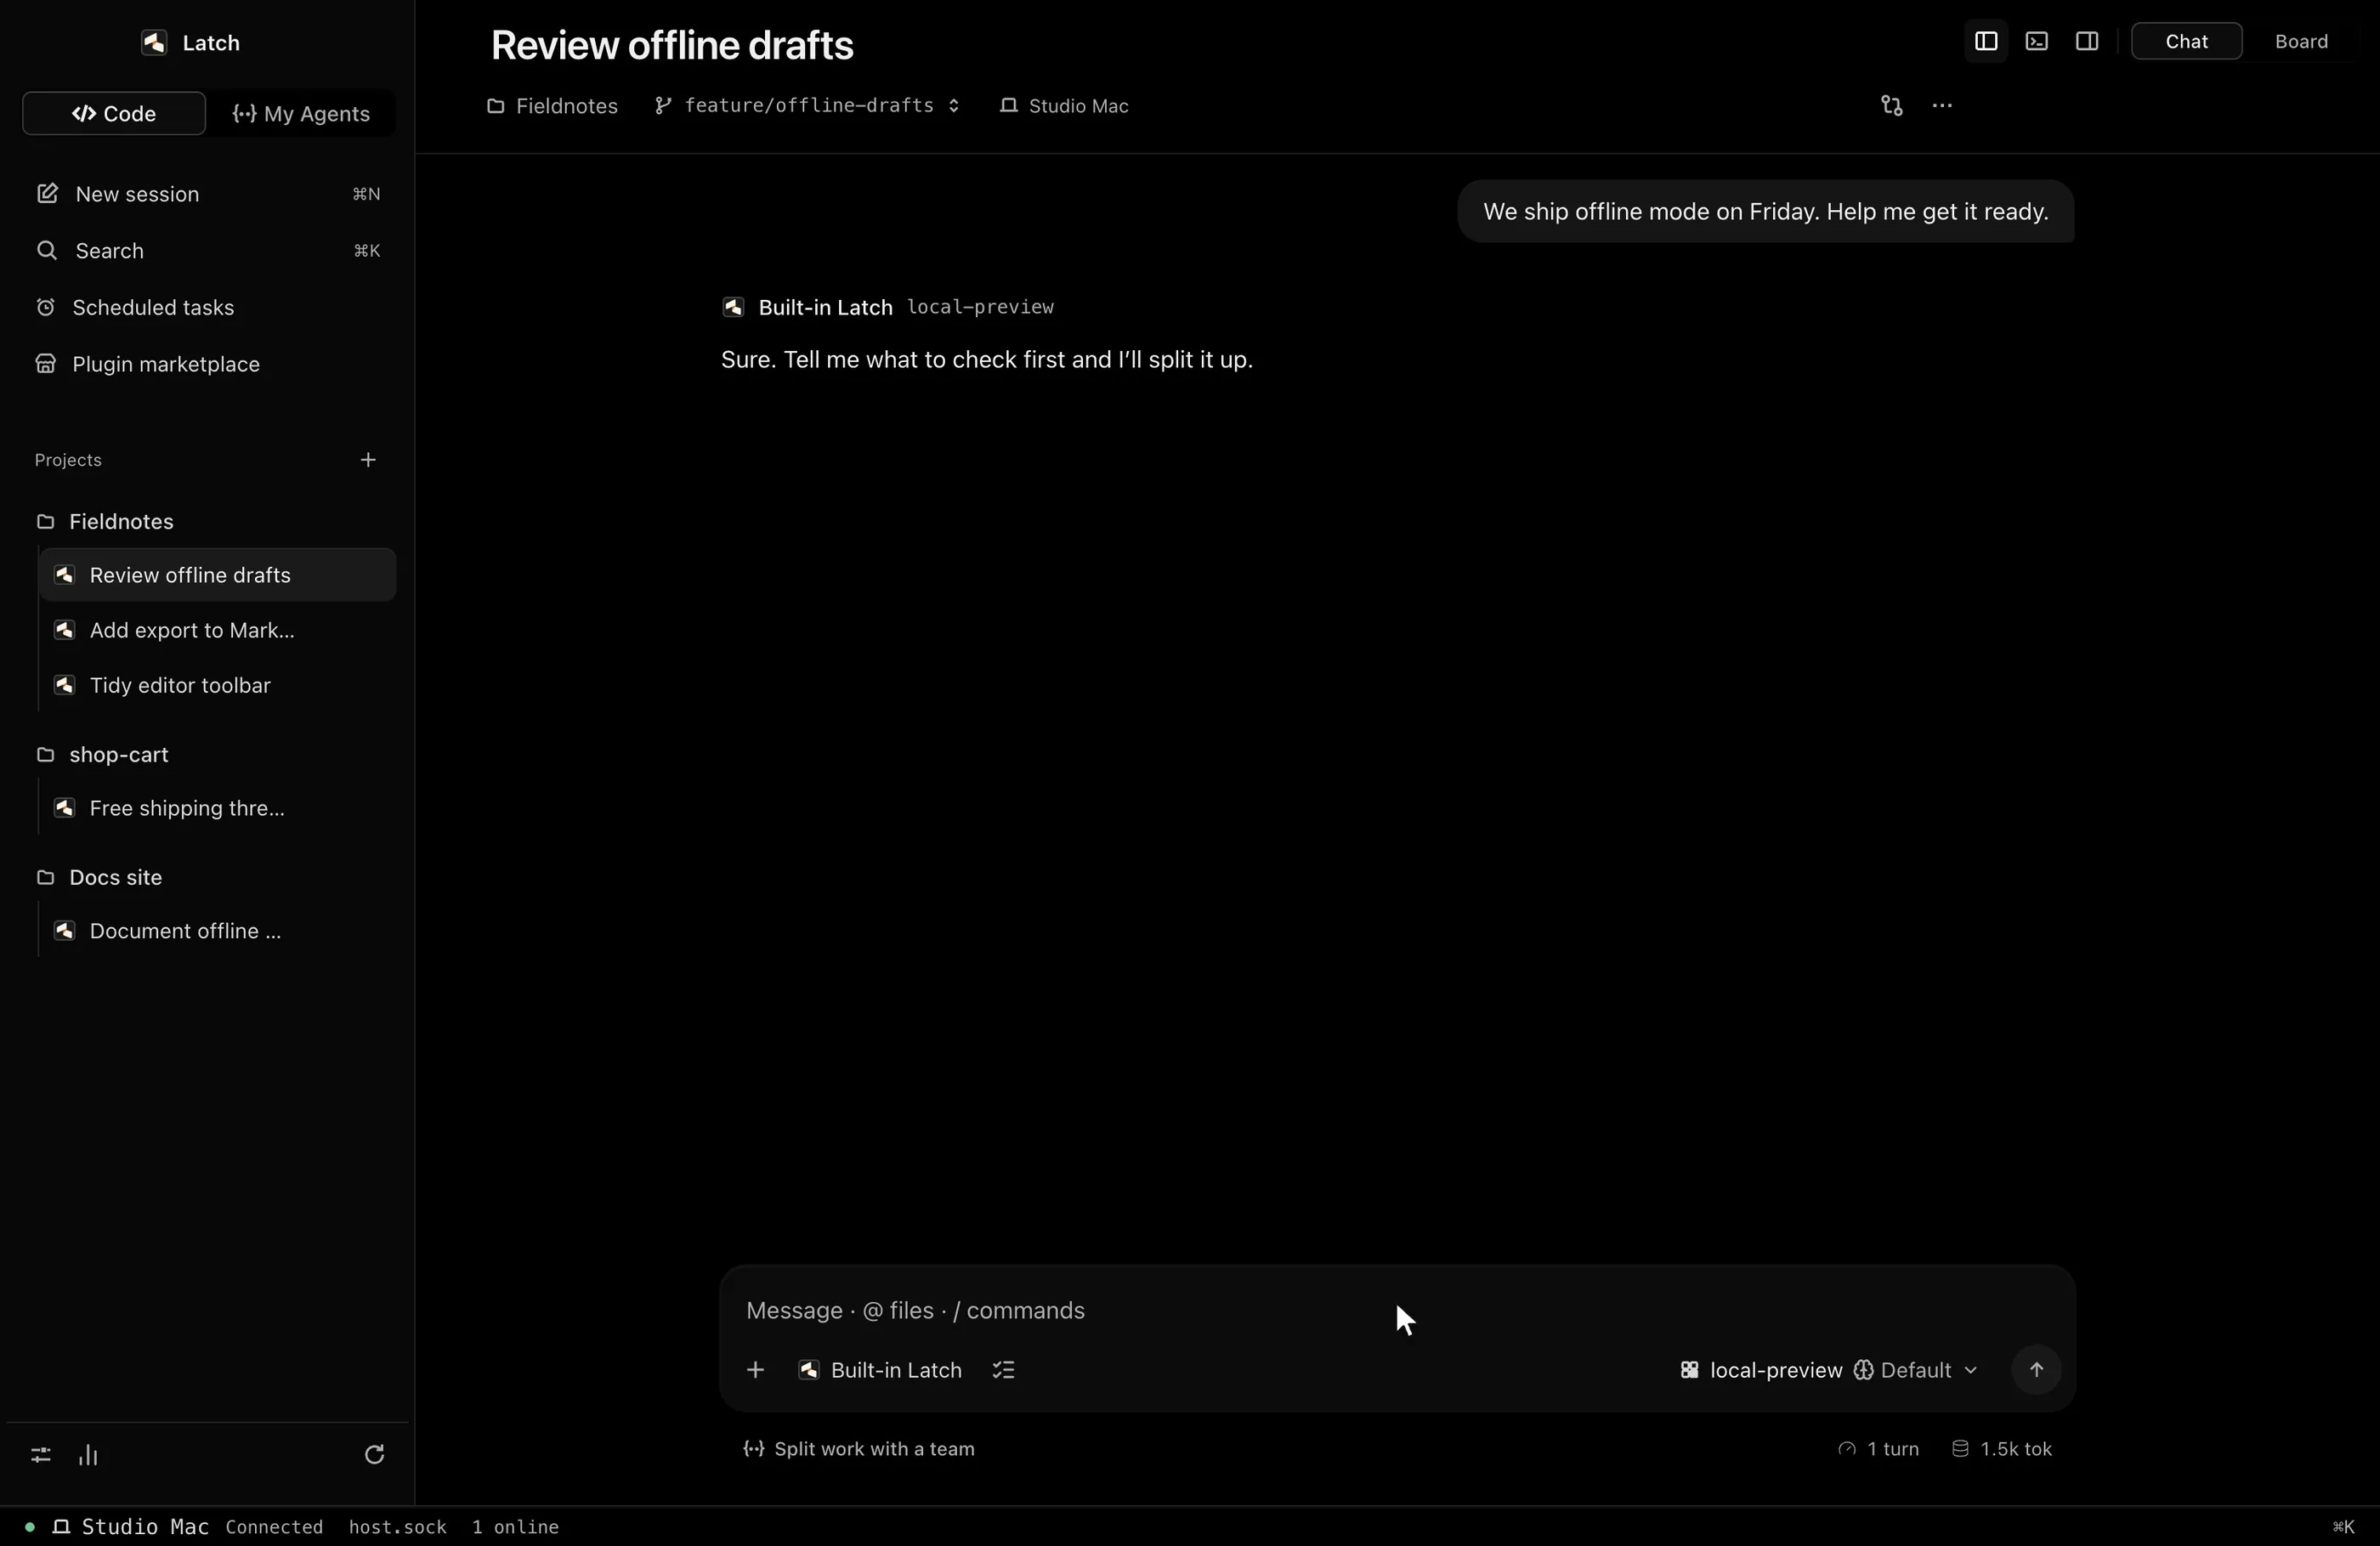 Latch
Code
My Agents
New session ⌘N
Search ⌘K
Scheduled tasks
Plugin marketplace
Projects
Fieldnotes
Review offline drafts
Add export to Mark...
Tidy editor toolbar
shop-cart
Free shipping thre...
Docs site
Document offline ...
Review offline drafts
Chat
Board
Fieldnotes
feature/offline-drafts
Studio Mac
We ship offline mode on Friday. Help me get it ready.
Built-in Latch local-preview
Sure. Tell me what to check first and I’ll split it up.
Message · @ files · / commands
Built-in Latch
local-preview
Default
Split work with a team
1 turn
1.5k tok
Studio Mac Connected host.sock 1 online
⌘K